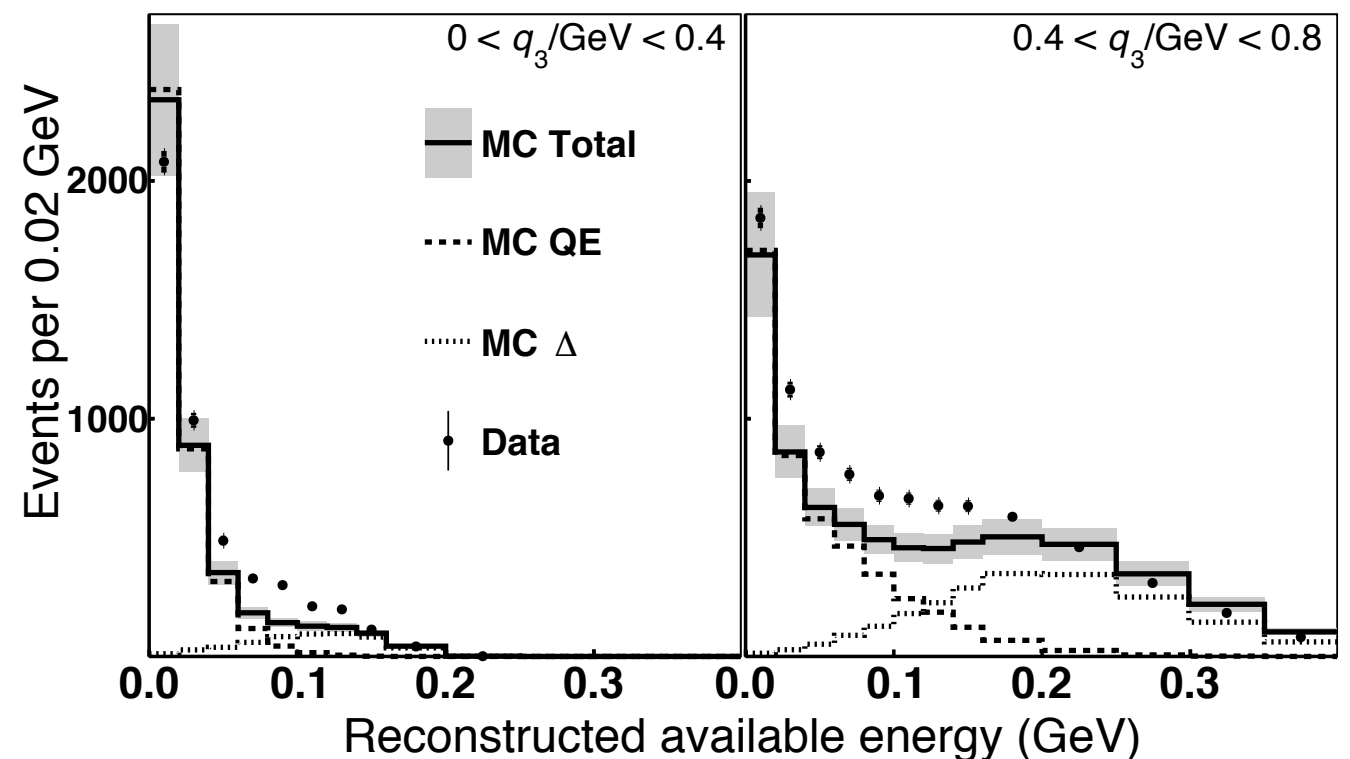 0 < q3/GeV < 0.4
0.4 < q3/GeV < 0.8
MC Total
MC QE
MC Δ
Data
Events per 0.02 GeV
2000
1000
0.0 0.1 0.2 0.3 0.0 0.1 0.2 0.3
Reconstructed available energy (GeV)